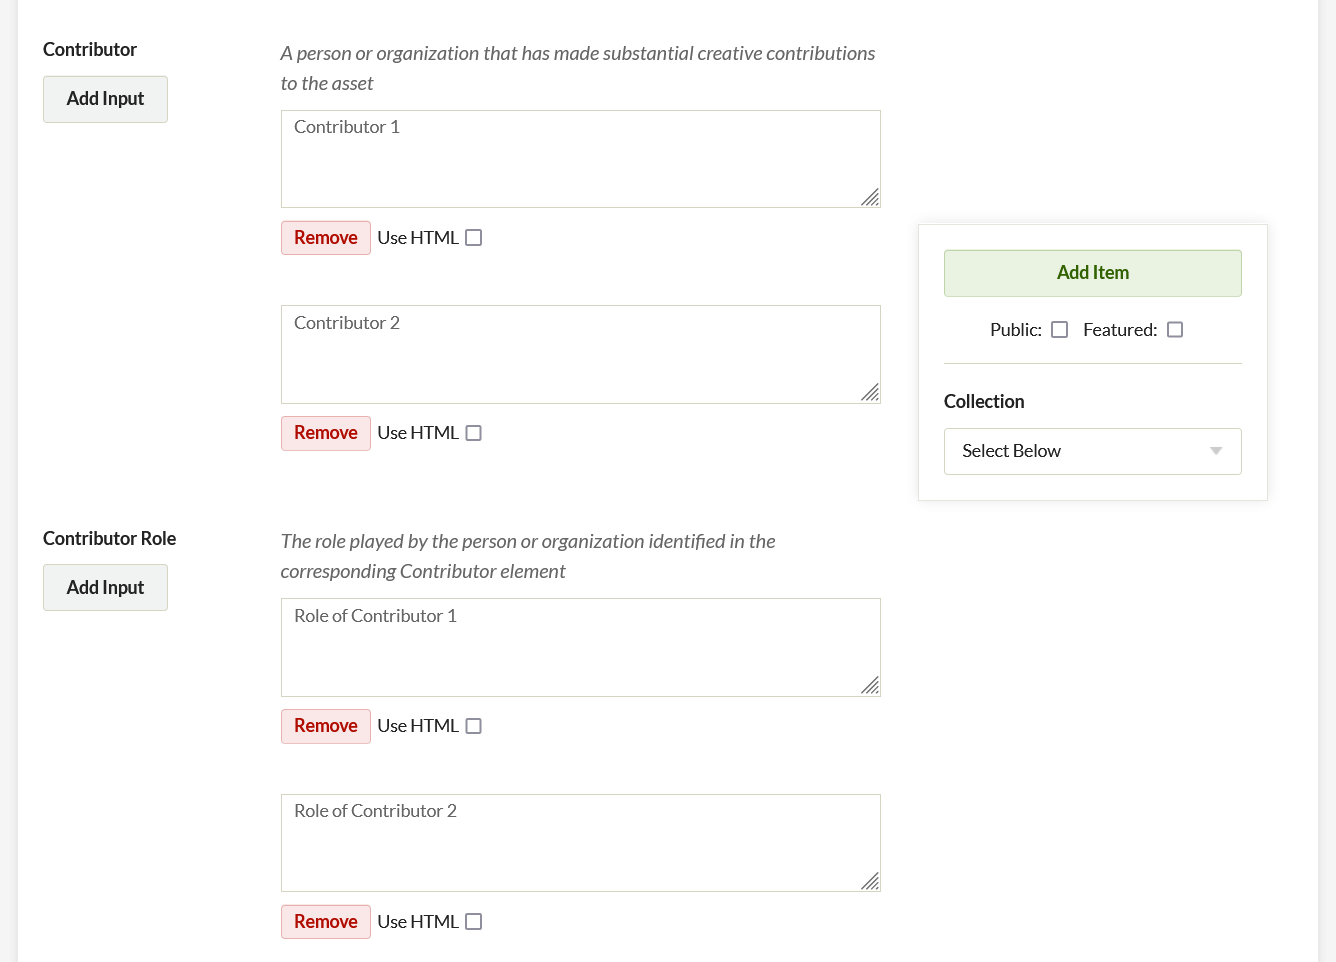 Contributor
Add Input
A person or organization that has made substantial creative contributions
to the asset
Contributor 1
Remove Use HTML
Contributor 2
Remove Use HTML
Add Item
Public: Featured:
Collection
Select Below
Contributor Role
Add Input
The role played by the person or organization identified in the
corresponding Contributor element
Role of Contributor 1
Remove Use HTML
Role of Contributor 2
Remove Use HTML